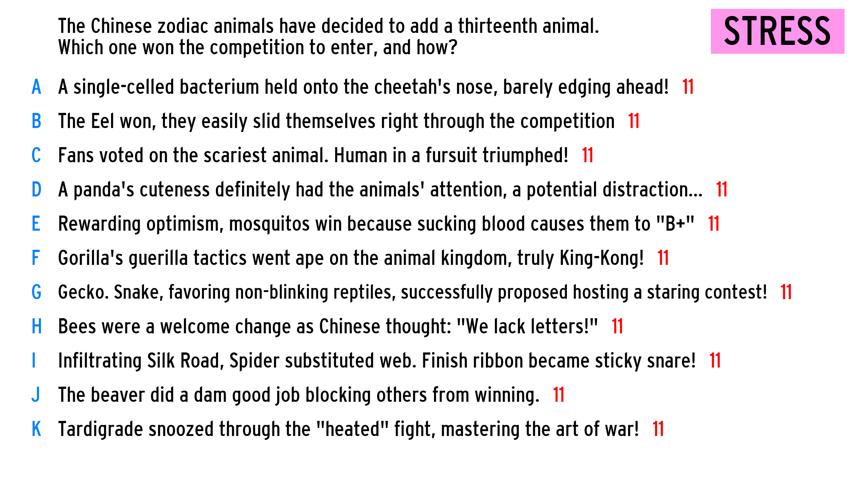 The Chinese zodiac animals have decided to add a thirteenth animal.
Which one won the competition to enter, and how?
STRESS
A A single-celled bacterium held onto the cheetah's nose, barely edging ahead! 11
B The Eel won, they easily slid themselves right through the competition 11
C Fans voted on the scariest animal. Human in a fursuit triumphed! 11
D A panda's cuteness definitely had the animals' attention, a potential distraction... 11
E Rewarding optimism, mosquitos win because sucking blood causes them to "B+" 11
F Gorilla's guerilla tactics went ape on the animal kingdom, truly King-Kong! 11
G Gecko. Snake, favoring non-blinking reptiles, successfully proposed hosting a staring contest! 11
H Bees were a welcome change as Chinese thought: "We lack letters!" 11
I Infiltrating Silk Road, Spider substituted web. Finish ribbon became sticky snare! 11
J The beaver did a dam good job blocking others from winning. 11
K Tardigrade snoozed through the "heated" fight, mastering the art of war! 11